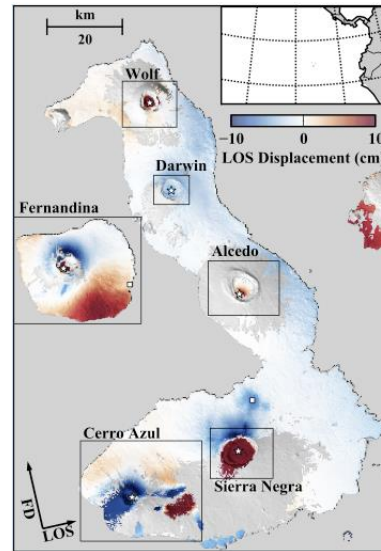 km
20
Wolf
−10 0 10
LOS Displacement (cm)
Darwin
Fernandina
Alcedo
Cerro Azul
Sierra Negra
FD
LOS